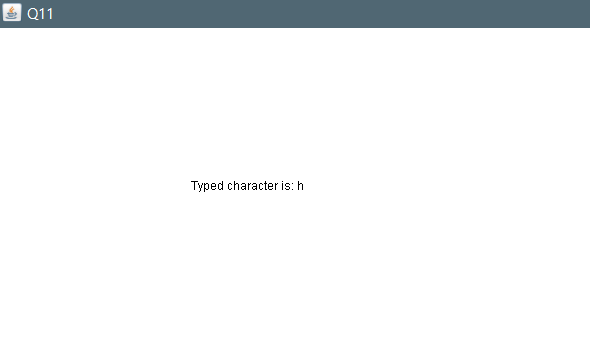 Q11
Typed character is: h